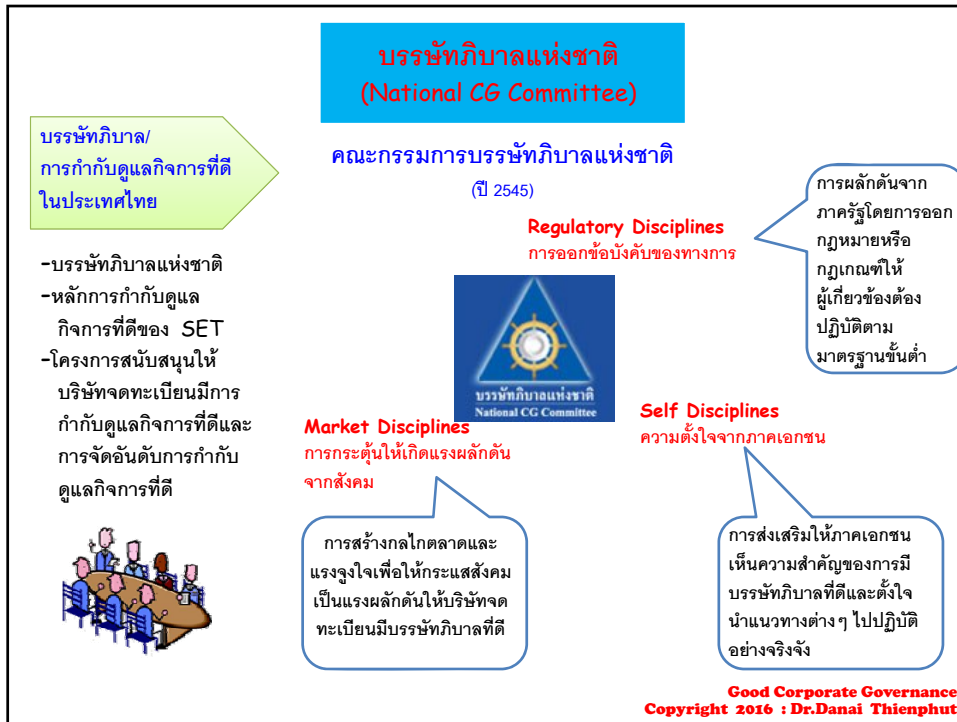 บรรษัทภิบาลแห่งชาติ
(National CG Committee)
บรรษัทภิบาล/
การกำกับดูแลกิจการที่ดี
ในประเทศไทย
คณะกรรมการบรรษัทภิบาลแห่งชาติ
(ปี 2545)
-บรรษัทภิบาลแห่งชาติ
-หลักการกำกับดูแล
กิจการที่ดีของ SET
-โครงการสนับสนุนให้
บริษัทจดทะเบียนมีการ
กำกับดูแลกิจการที่ดีและ
การจัดอันดับการกำกับ
ดูแลกิจการที่ดี
Regulatory Disciplines
การออกข้อบังคับของทางการ
การผลักดันจาก
ภาครัฐโดยการออก
กฎหมายหรือ
กฎเกณฑ์ให้
ผู้เกี่ยวข้องต้อง
ปฏิบัติตาม
มาตรฐานขั้นต่ำ
บรรษัทภิบาลแห่งชาติ
National CG Committee
Market Disciplines
การกระตุ้นให้เกิดแรงผลักดัน
จากสังคม
การสร้างกลไกตลาดและ
แรงจูงใจเพื่อให้กระแสสังคม
เป็นแรงผลักดันให้บริษัทจด
ทะเบียนมีบรรษัทภิบาลที่ดี
Self Disciplines
ความตั้งใจจากภาคเอกชน
การส่งเสริมให้ภาคเอกชน
เห็นความสำคัญของการมี
บรรษัทภิบาลที่ดีและตั้งใจ
นำแนวทางต่างๆ ไปปฏิบัติ
อย่างจริงจัง
Good Corporate Governance
Copyright 2016 : Dr.Danai Thienphut